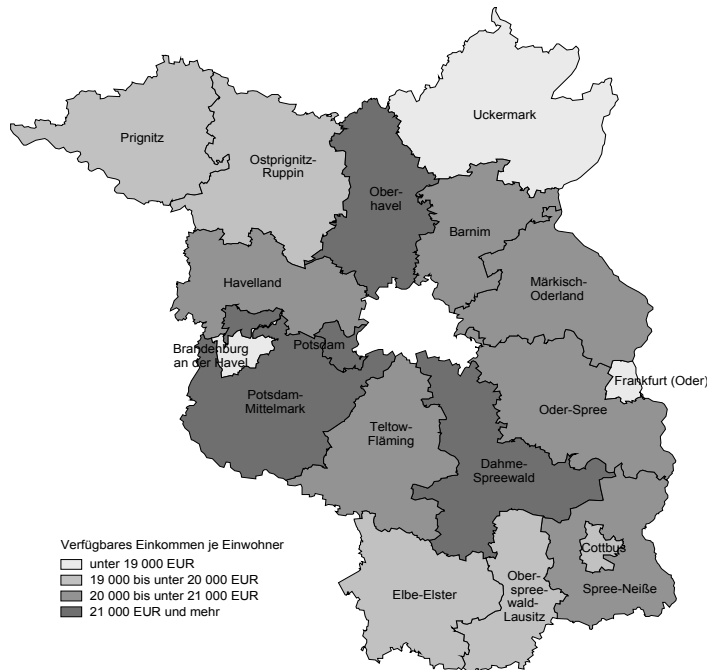 Uckermark
Prignitz
Ostprignitz-
Ruppin
Ober-
havel
Barnim
Havelland
Märkisch-
Oderland
Potsdam
Brandenburg
an der Havel
Frankfurt (Oder)
Potsdam-
Mittelmark
Oder-Spree
Teltow-
Fläming
Dahme-
Spreewald
Verfügbares Einkommen je Einwohner
unter 19 000 EUR
19 000 bis unter 20 000 EUR
20 000 bis unter 21 000 EUR
21 000 EUR und mehr
Cottbus
Elbe-Elster
Ober-
spree-
wald-
Lausitz
Spree-Neiße